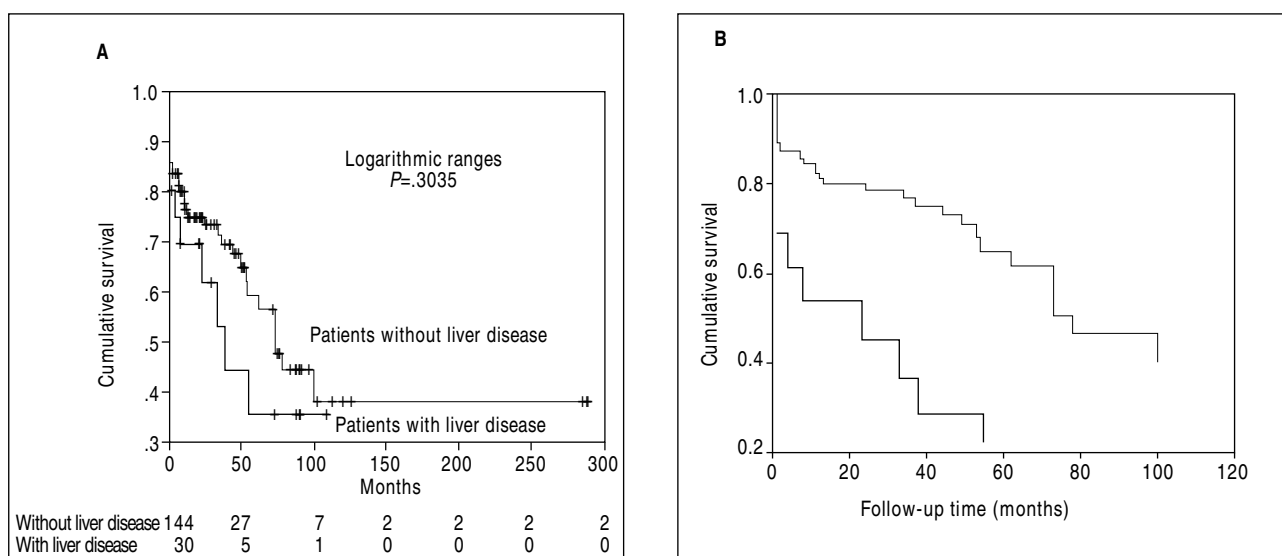 A
1.0
.9
.8
.7
.6
.5
.4
.3
Cumulative survival
Logarithmic ranges
P=.3035
Patients without liver disease
Patients with liver disease
0 50 100 150 200 250 300
Months
Without liver disease 144 27 7 2 2 2 2
With liver disease 30 5 1 0 0 0 0
B
1.0
0.8
0.6
0.4
0.2
Cumulative survival
0 20 40 60 80 100 120
Follow-up time (months)